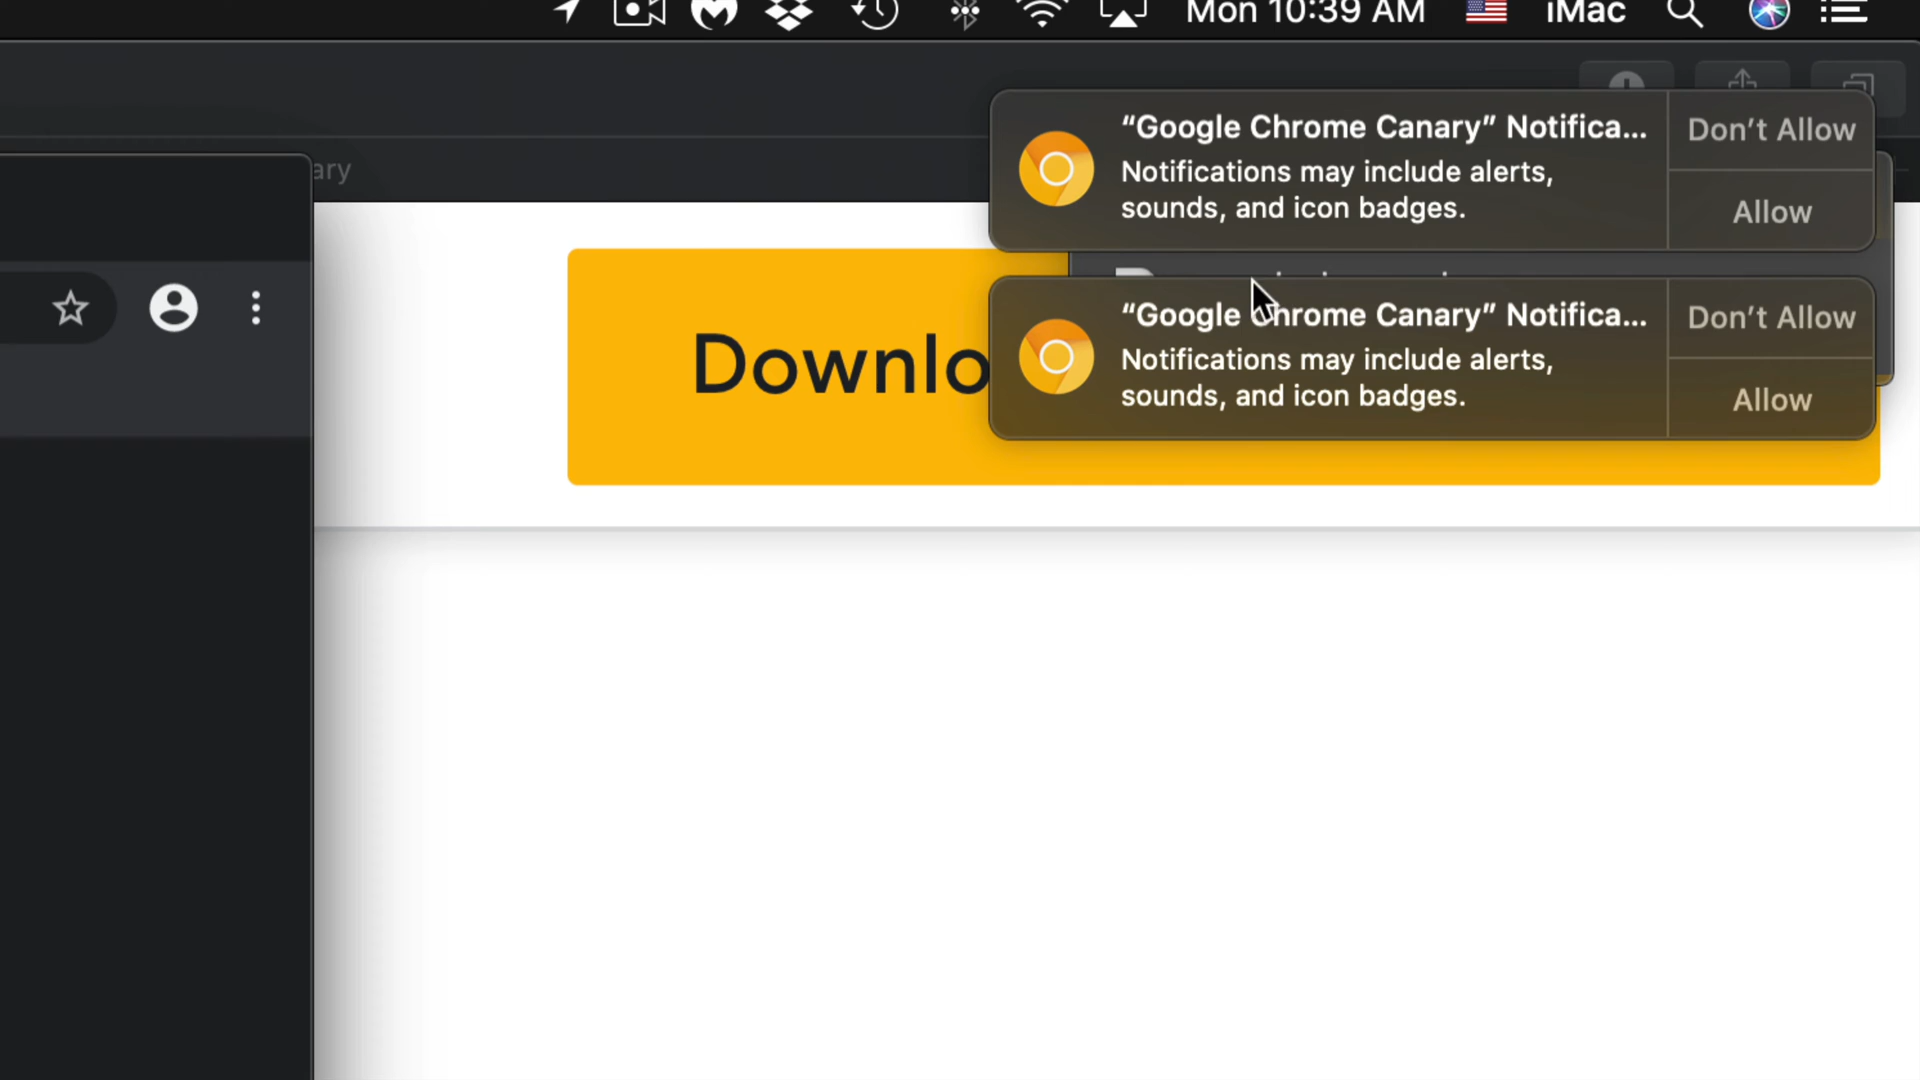 Mon 10:39 AM
iMac
ary
“Google Chrome Canary” Notifica...
Notifications may include alerts,
sounds, and icon badges.
Don’t Allow
Allow
“Google Chrome Canary” Notifica...
Notifications may include alerts,
sounds, and icon badges.
Don’t Allow
Allow
Downlo